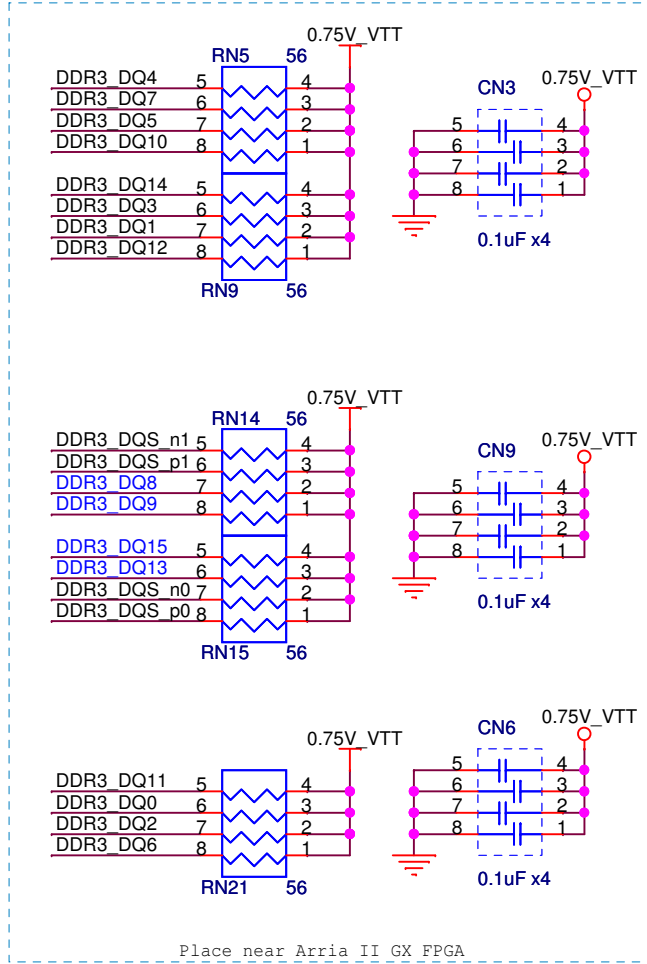 0.75V_VTT
RN5 56
DDR3_DQ4 5 4
DDR3_DQ7 6 3
DDR3_DQ5 7 2
DDR3_DQ10 8 1
DDR3_DQ14 5 4
DDR3_DQ3 6 3
DDR3_DQ1 7 2
DDR3_DQ12 8 1
RN9 56
0.75V_VTT
CN3
5 4
6 3
7 2
8 1
0.1uF x4
0.75V_VTT
RN14 56
DDR3_DQS_n1 5 4
DDR3_DQS_p1 6 3
DDR3_DQ8 7 2
DDR3_DQ9 8 1
DDR3_DQ15 5 4
DDR3_DQ13 6 3
DDR3_DQS_n0 7 2
DDR3_DQS_p0 8 1
RN15 56
0.75V_VTT
CN9
5 4
6 3
7 2
8 1
0.1uF x4
0.75V_VTT
DDR3_DQ11 5 4
DDR3_DQ0 6 3
DDR3_DQ2 7 2
DDR3_DQ6 8 1
RN21 56
0.75V_VTT
CN6
5 4
6 3
7 2
8 1
0.1uF x4
Place near Arria II GX FPGA